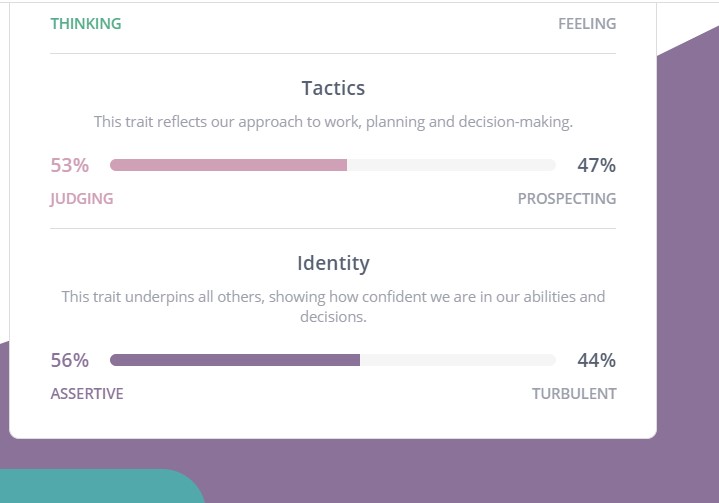 THINKING FEELING
Tactics
This trait reflects our approach to work, planning and decision-making.
53% 47%
JUDGING PROSPECTING
Identity
This trait underpins all others, showing how confident we are in our abilities and
decisions.
56% 44%
ASSERTIVE TURBULENT